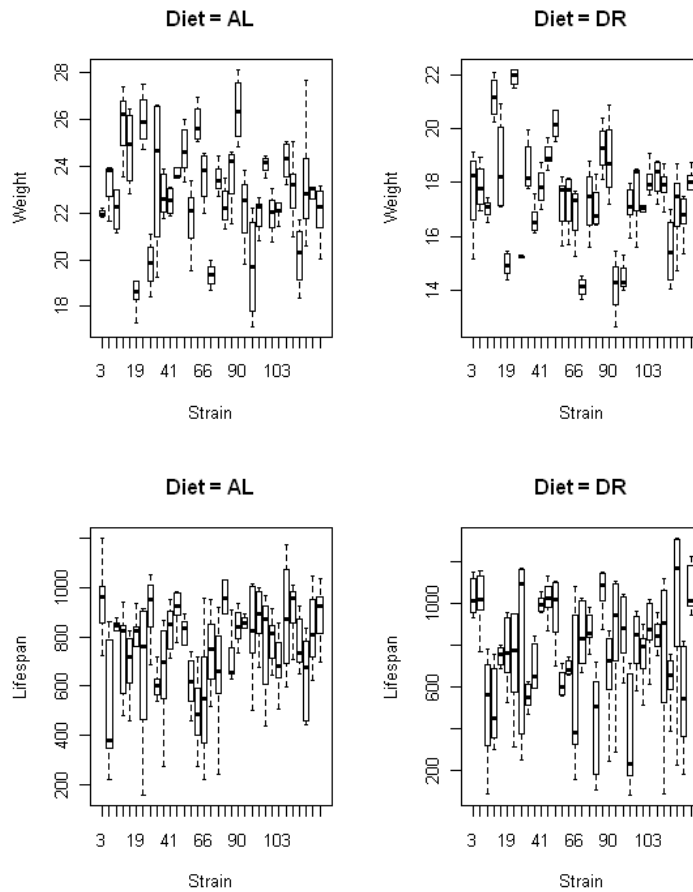 Diet = AL
Diet = DR
Weight
28
26
24
22
20
18
3 19 41 66 90 103
Strain
Weight
22
20
18
16
14
3 19 41 66 90 103
Strain
Diet = AL
Diet = DR
Lifespan
1000
800
600
400
200
3 19 41 66 90 103
Strain
Lifespan
1000
600
200
3 19 41 66 90 103
Strain